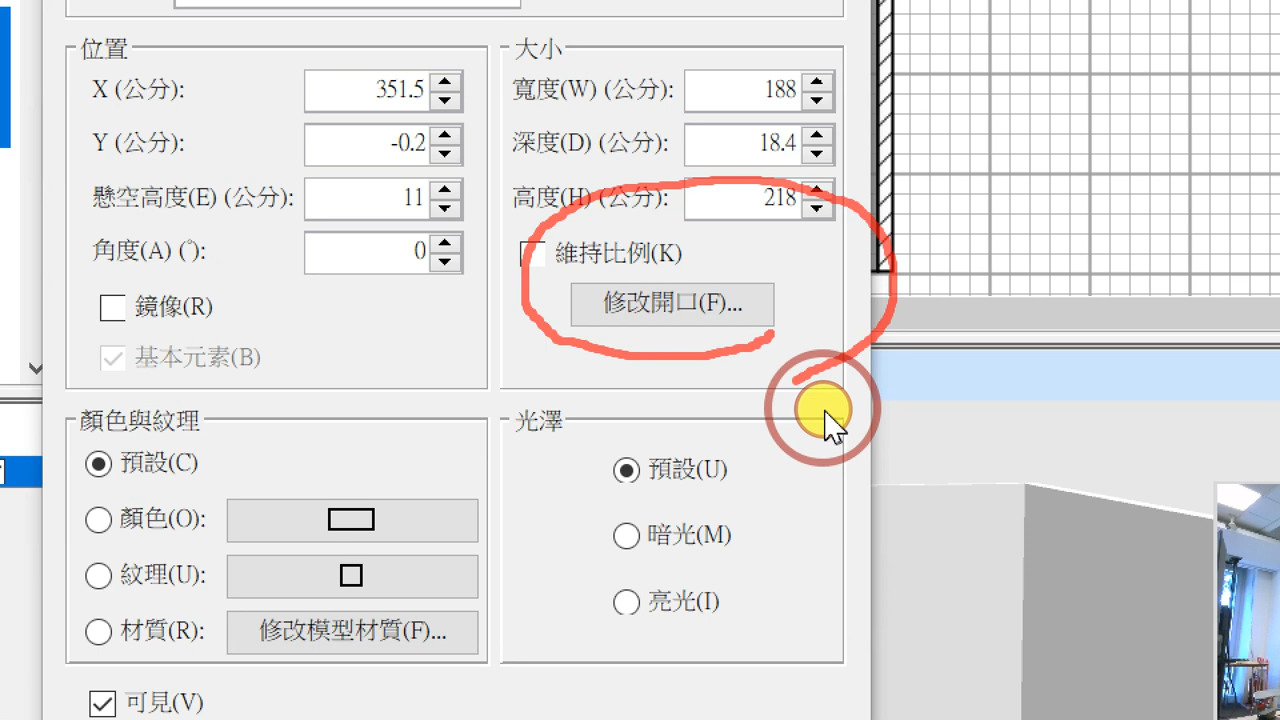 位置
X (公分): 351.5
Y (公分): -0.2
懸空高度(E) (公分): 11
角度(A) (°): 0
鏡像(R)
基本元素(B)
大小
寬度(W) (公分): 188
深度(D) (公分): 18.4
高度(H) (公分): 218
維持比例(K)
修改開口(F)...
顏色與紋理
預設(C)
顏色(O):
紋理(U):
材質(R): 修改模型材質(F)...
光澤
預設(U)
暗光(M)
亮光(I)
可見(V)